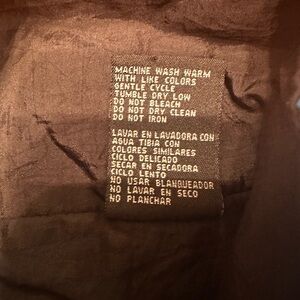 MACHINE WASH WARM
WITH LIKE COLORS
GENTLE CYCLE
TUMBLE DRY LOW
DO NOT BLEACH
DO NOT DRY CLEAN
DO NOT IRON
LAVAR EN LAVADORA CON
AGUA TIBIA CON
COLORES SIMILARES
CICLO DELICADO
SECAR EN SECADORA
CICLO LENTO
NO USAR BLANQUEADOR
NO LAVAR EN SECO
NO PLANCHAR